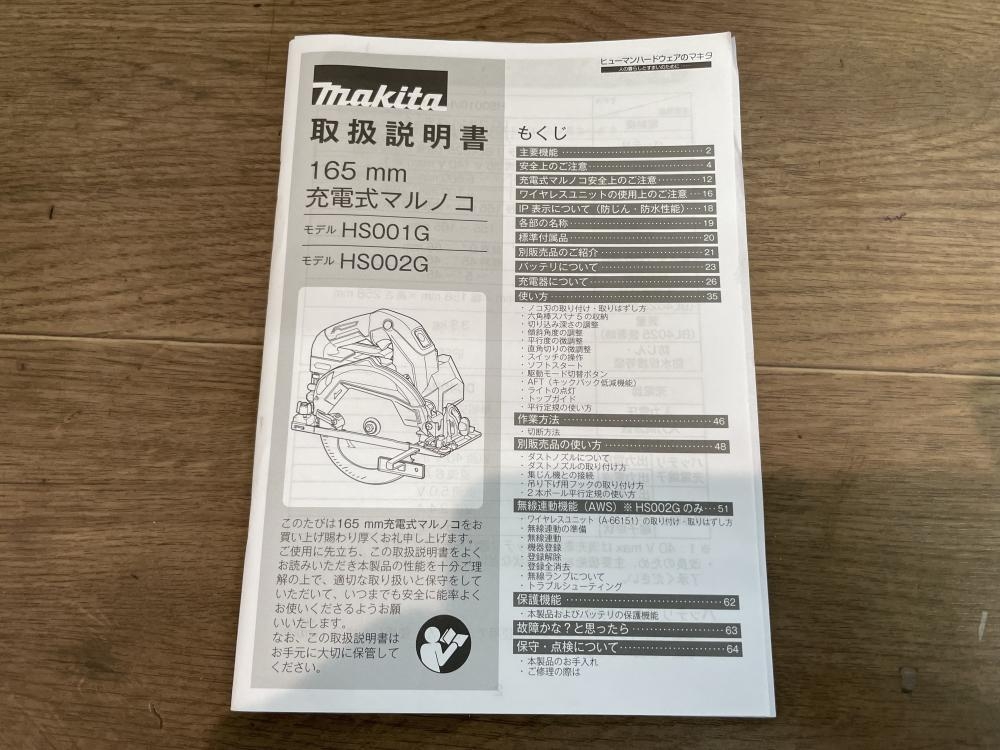 makita
取扱説明書
165 mm
充電式マルノコ
モデル HS001G
モデル HS002G
このたびは165 mm充電式マルノコをお
買い上げ賜わり厚くお礼申し上げます。
ご使用に先立ち、この取扱説明書をよく
お読みいただき本製品の性能を十分ご理
解の上で、適切な取り扱いと保守をして
いただいて、いつまでも安全に能率よく
お使いくださるようお願
いいたします。
なお、この取扱説明書は
お手元に大切に保管して
ください。
ヒューマンハードウェアのマキタ
人の暮らしとすまいのために
もくじ
主要機能 2
安全上のご注意 4
充電式マルノコ安全上のご注意 12
ワイヤレスユニットの使用上のご注意 16
IP 表示について（防じん・防水性能） 18
各部の名称 19
標準付属品 20
別販売品のご紹介 21
バッテリについて 23
充電器について 26
使い方 35
・ノコ刃の取り付け・取りはずし方
・六角棒スパナ 5 の収納
・切り込み深さの調整
・傾斜角度の調整
・平行度の微調整
・直角切りの微調整
・スイッチの操作
・ソフトスタート
・駆動モード切替ボタン
・AFT（キックバック低減機能）
・ライトの点灯
・トップガイド
・平行定規の使い方
作業方法 46
・切断方法
別販売品の使い方 48
・ダストノズルについて
・ダストノズルの取り付け方
・集じん機との接続
・吊り下げ用フックの取り付け方
・2 本ポール平行定規の使い方
無線連動機能（AWS）※ HS002G のみ 51
・ワイヤレスユニット（A-66151）の取り付け・取りはずし方
・無線連動の準備
・無線連動
・機器登録
・登録解除
・登録全消去
・無線ランプについて
・トラブルシューティング
保護機能 62
・本製品およびバッテリの保護機能
故障かな？と思ったら 63
保守・点検について 64
・本製品のお手入れ
・ご修理の際は